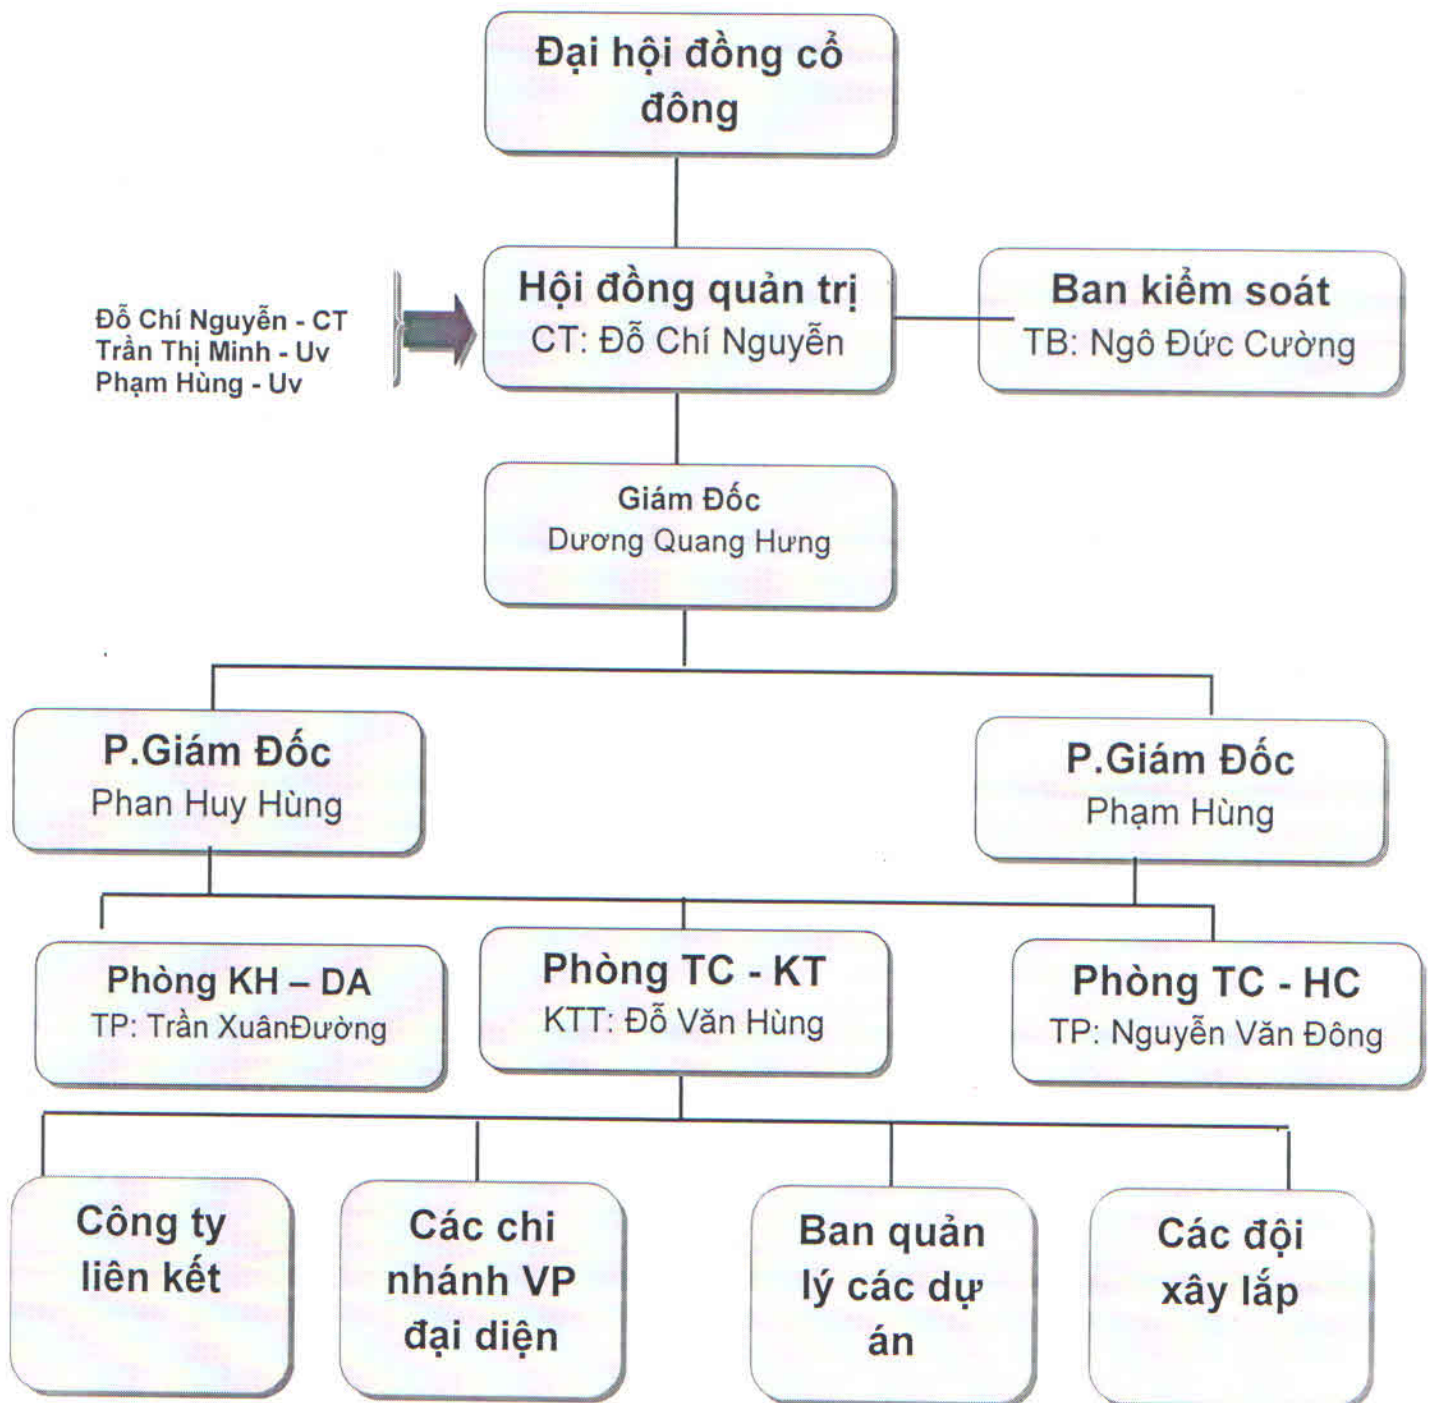 Đại hội đồng cổ
đông
Đỗ Chí Nguyễn - CT
Trần Thị Minh - Uv
Phạm Hùng - Uv
Hội đồng quản trị
CT: Đỗ Chí Nguyễn
Ban kiểm soát
TB: Ngô Đức Cường
Giám Đốc
Dương Quang Hưng
P.Giám Đốc
Phan Huy Hùng
P.Giám Đốc
Phạm Hùng
Phòng KH – DA
TP: Trần XuânĐường
Phòng TC - KT
KTT: Đỗ Văn Hùng
Phòng TC - HC
TP: Nguyễn Văn Đông
Công ty
liên kết
Các chi
nhánh VP
đại diện
Ban quản
lý các dự
án
Các đội
xây lắp